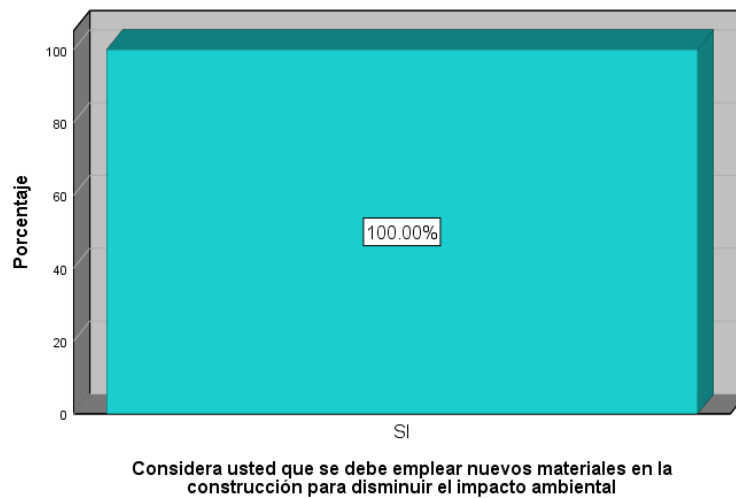 Porcentaje
100
80
60
40
20
0
100.00%
SI
Considera usted que se debe emplear nuevos materiales en la
construcción para disminuir el impacto ambiental